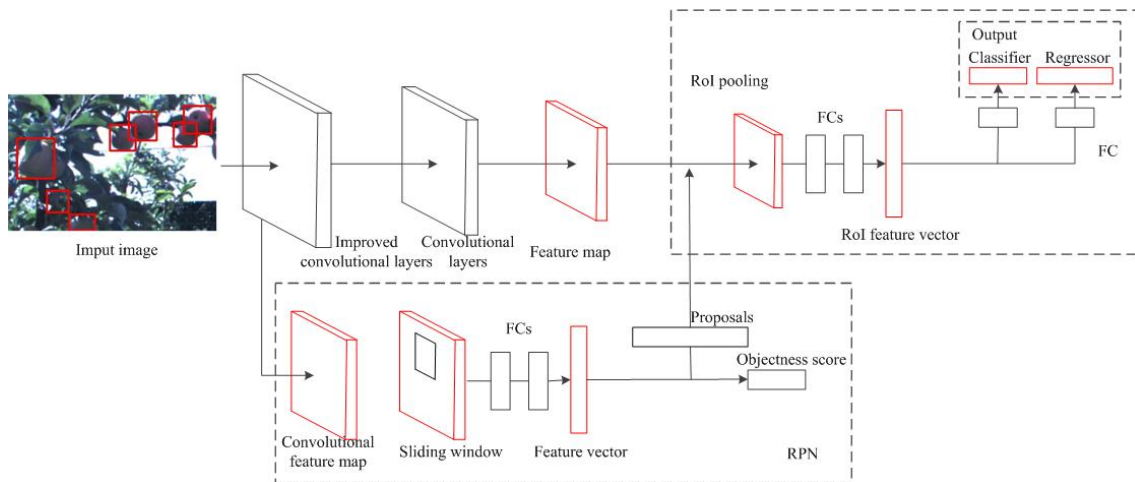 Output
Classifier Regressor
RoI pooling
FCs
FC
RoI feature vector
Imput image
Improved
convolutional layers
Convolutional
layers
Feature map
Proposals
FCs
Objectness score
Convolutional
feature map
Sliding window
Feature vector
RPN